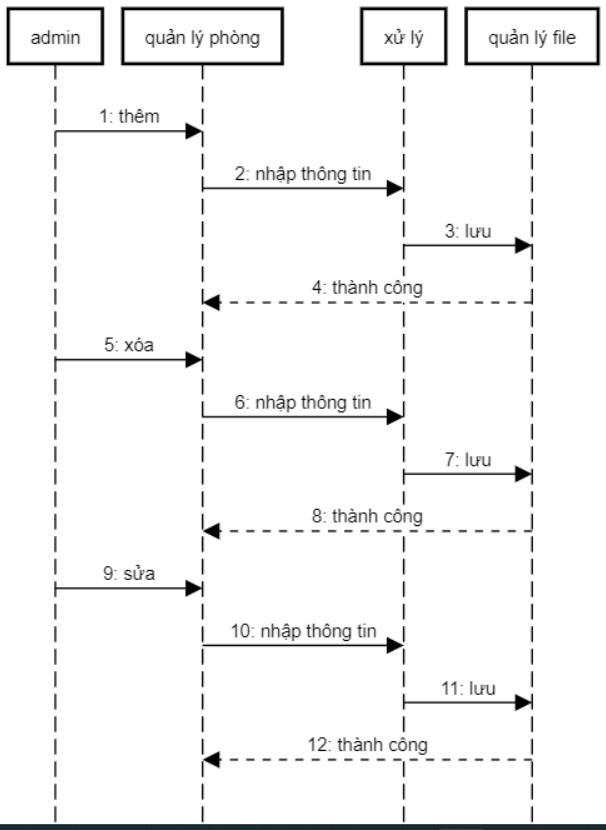 admin
quản lý phòng
xử lý
quản lý file
1: thêm
2: nhập thông tin
3: lưu
4: thành công
5: xóa
6: nhập thông tin
7: lưu
8: thành công
9: sửa
10: nhập thông tin
11: lưu
12: thành công